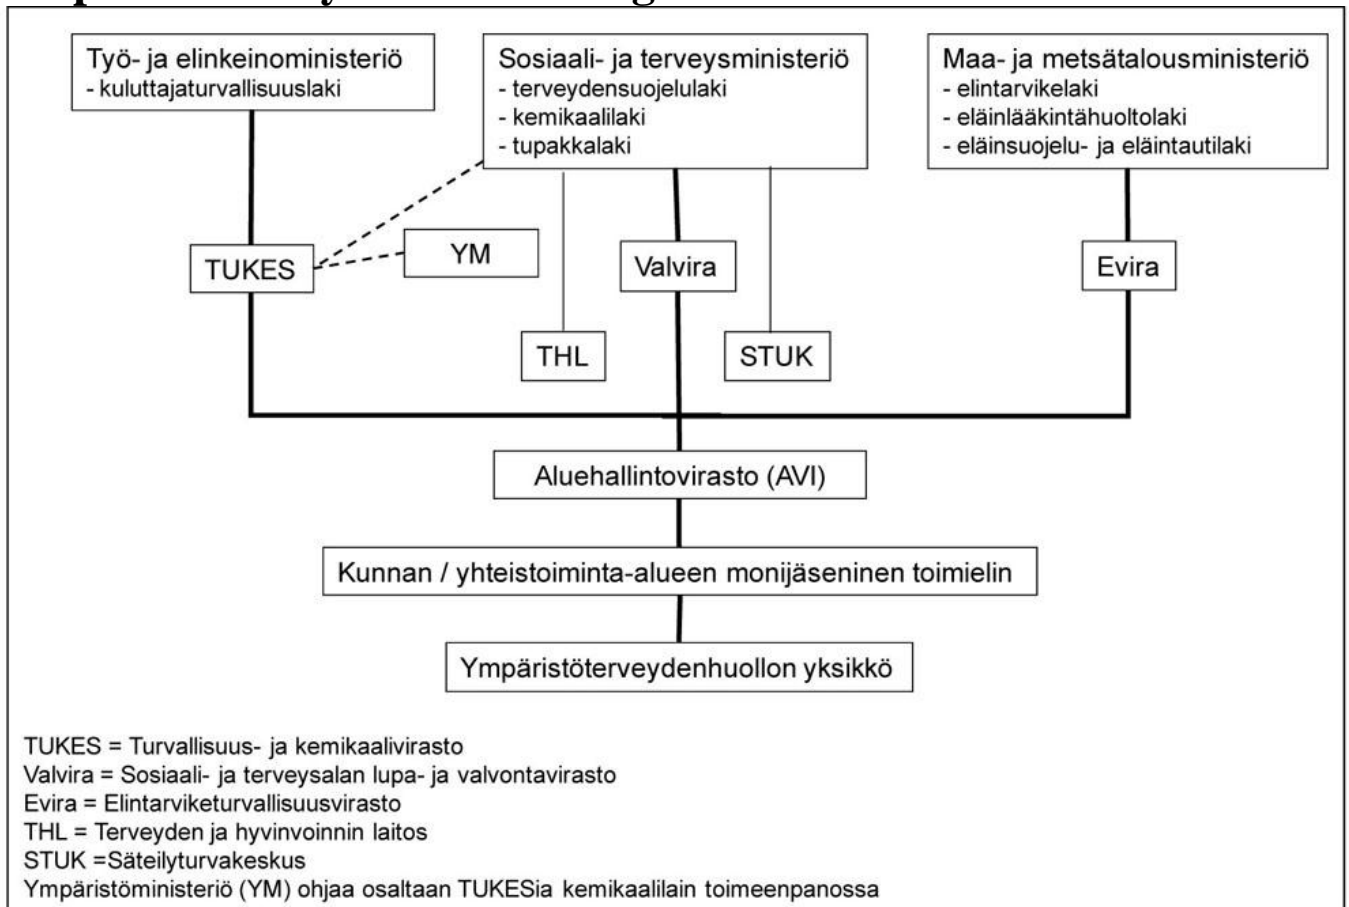 Työ- ja elinkeinoministeriö
- kuluttajaturvallisuuslaki
Sosiaali- ja terveysministeriö
- terveydensuojelulaki
- kemikaalilaki
- tupakkalaki
Maa- ja metsätalousministeriö
- elintarvikelaki
- eläinlääkintähuoltolaki
- eläinsuojelu- ja eläintautilaki
TUKES
YM
Valvira
Evira
THL
STUK
Aluehallintovirasto (AVI)
Kunnan / yhteistoiminta-alueen monijäseninen toimielin
Ympäristöterveydenhuollon yksikkö
TUKES = Turvallisuus- ja kemikaalivirasto
Valvira = Sosiaali- ja terveysalan lupa- ja valvontavirasto
Evira = Elintarviketurvallisuusvirasto
THL = Terveyden ja hyvinvoinnin laitos
STUK =Säteilyturvakeskus
Ympäristöministeriö (YM) ohjaa osaltaan TUKESia kemikaalilain toimeenpanossa